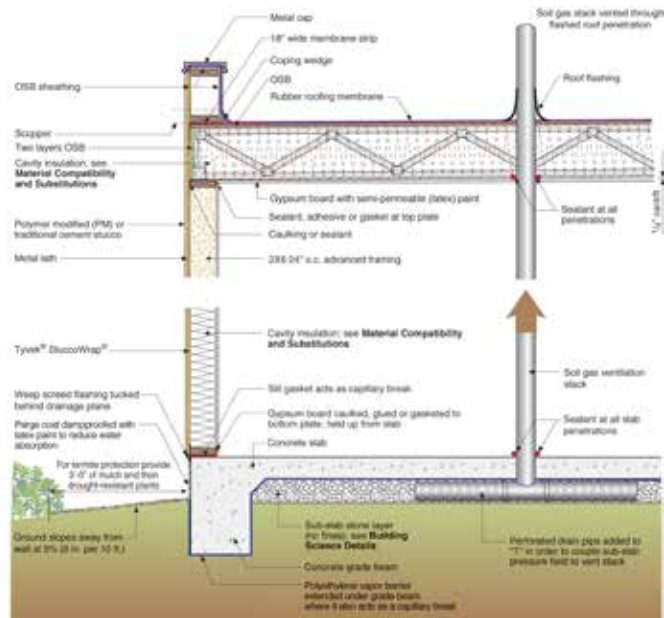 Metal cap
18" wide membrane strip
Coping wedge
OSB
Rubber roofing membrane
Soil gas stack vented through
flashed roof penetration
Roof flashing
OSB sheathing
Scupper
Two layers OSB
Cavity insulation; see
Material Compatibility
and Substitutions
Polymer modified (PM) or
traditional cement stucco
Metal lath
Gypsum board with semi-permeable (latex) paint
Sealant, adhesive or gasket at top plate
Caulking or sealant
2X6 24" o.c. advanced framing
Sealant at all
penetrations
Tyvek® StuccoWrap®
Weep screed flashing tucked
behind drainage plane
Parge coat dampproofed with
latex paint to reduce water
absorption
For termite protection provide
3'-0" of mulch and then
drought-resistant plants
Ground slopes away from
wall at 5% (6 in. per 10 ft.)
Cavity insulation; see Material Compatibility
and Substitutions
Sill gasket acts as capillary break
Gypsum board caulked, glued or gasketed to
bottom plate, held up from slab
Concrete slab
Soil gas ventilation
stack
Sealant at all slab
penetrations
Sub-slab stone layer
(no fines); see Building
Science Details
Concrete grade beam
Polyethylene vapor barrier
extended under grade beam
where it also acts as a capillary break
Perforated drain pipe added to
"T" in order to couple sub-slab
pressure field to vent stack